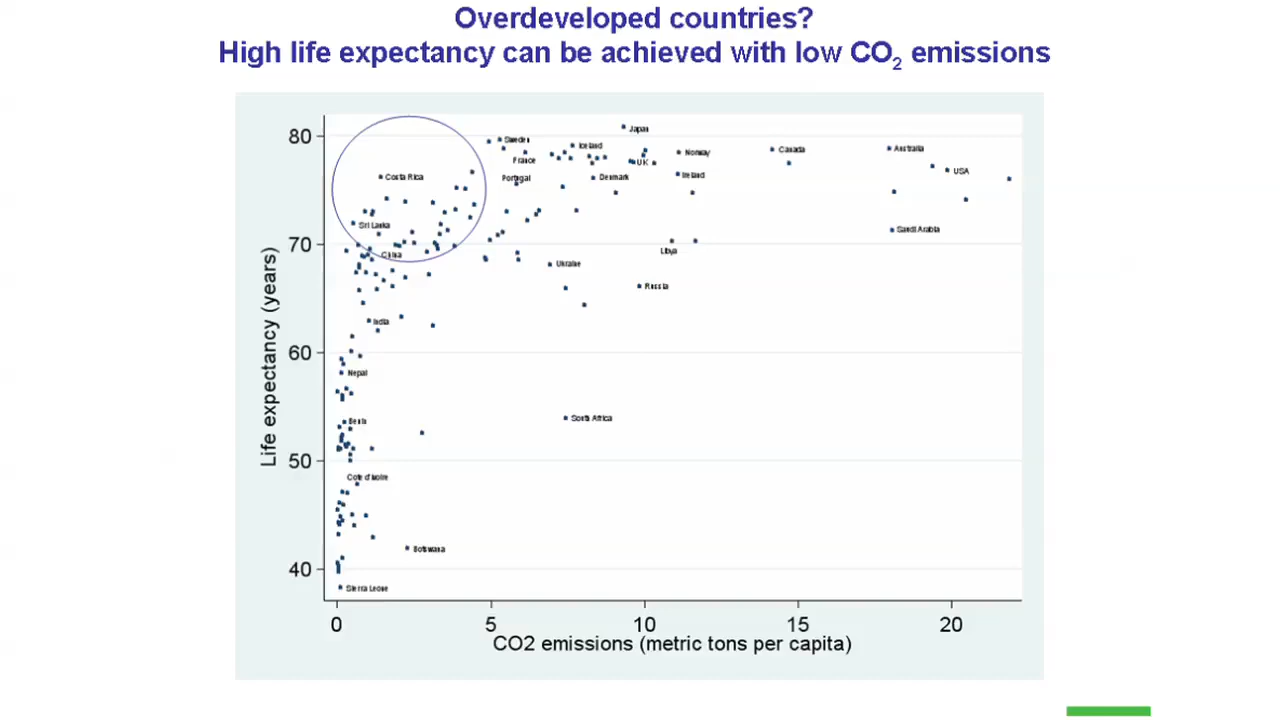 Overdeveloped countries?
High life expectancy can be achieved with low CO2 emissions
80
70
60
50
40
Life expectancy (years)
Japan
Sweden
Iceland
France
UK
Norway
Canada
Australia
USA
Costa Rica
Portugal
Denmark
Ireland
Sri Lanka
Saudi Arabia
China
Libya
Ukraine
Russia
India
Nepal
South Africa
Benin
Cote d'Ivoire
Botswana
Sierra Leone
0
5
10
15
20
CO2 emissions (metric tons per capita)